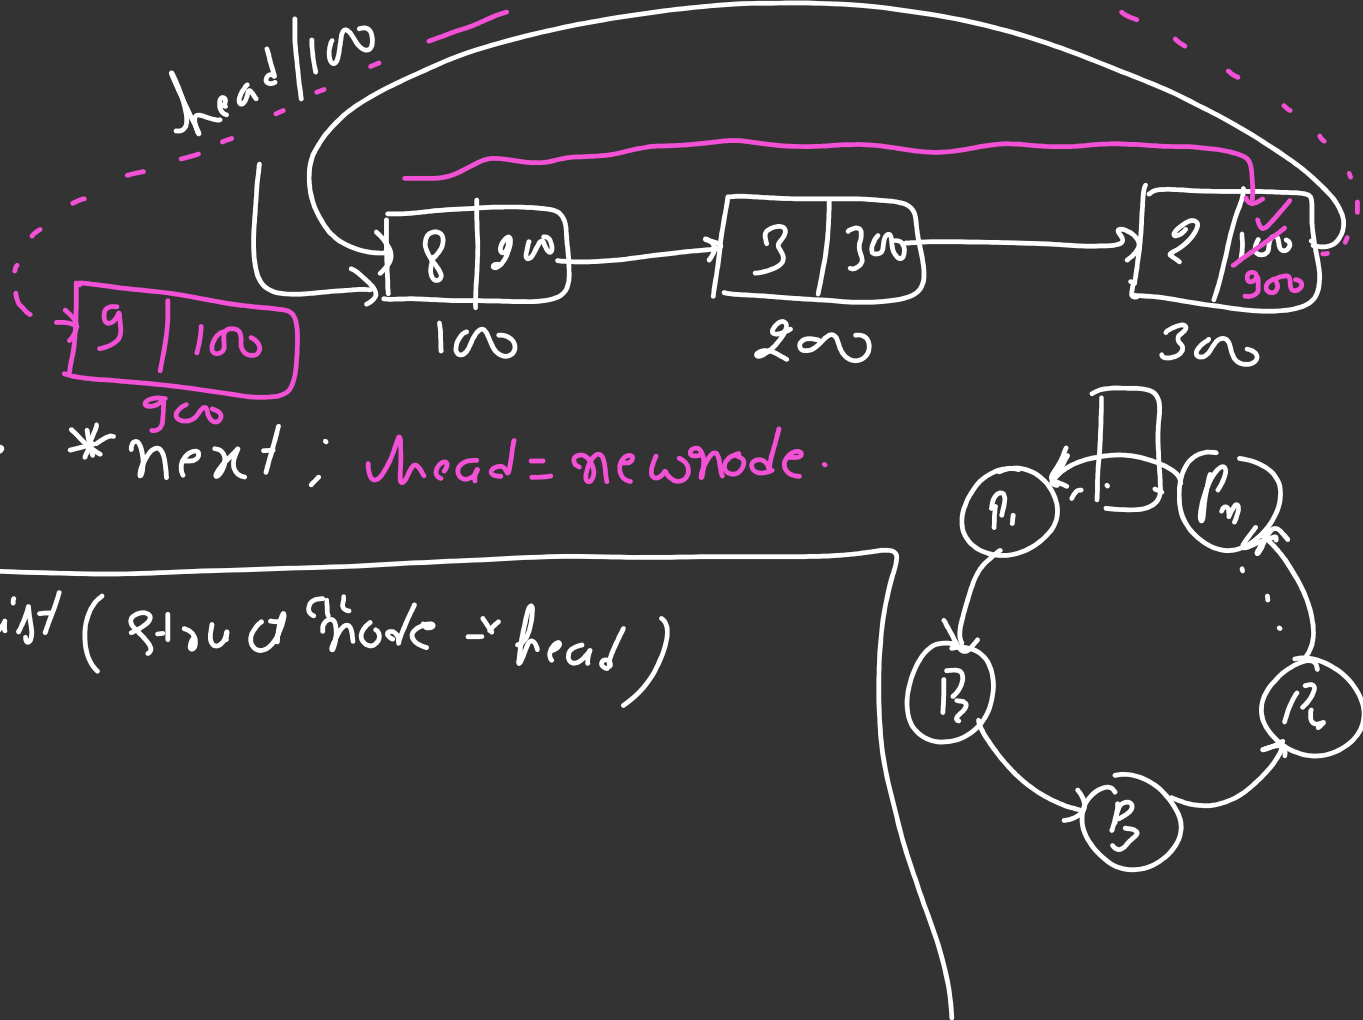 head/100
8 900 3 300 2 100
900
9 100
100 200 300
900
*next; head = newnode.
P1 Pn
ist (struct node *head)
P2
P3